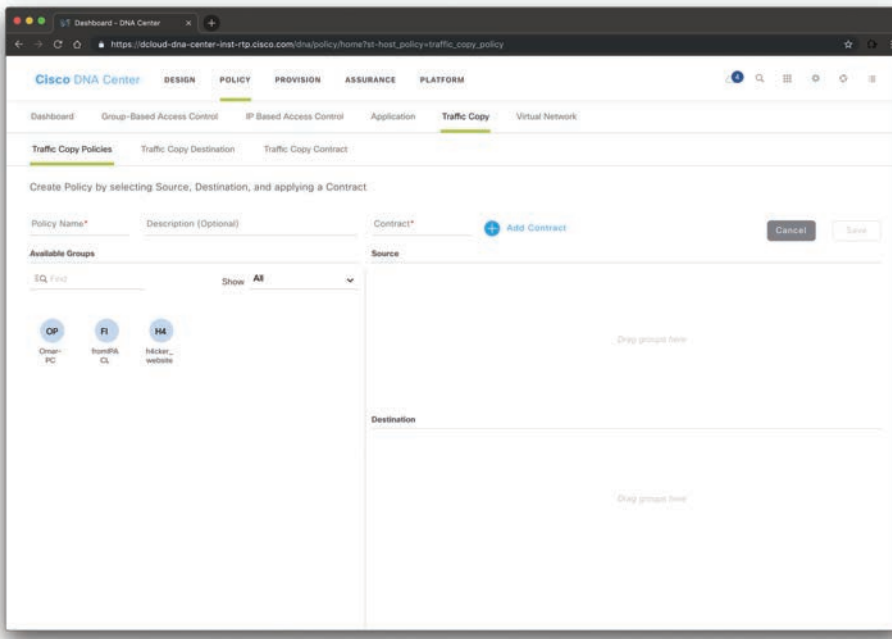 Dashboard - DNA Center
https://dcloud-dna-center-inst-rtp.cisco.com/dna/policy/home?st-host_policy=traffic_copy_policy
Cisco DNA Center DESIGN POLICY PROVISION ASSURANCE PLATFORM 4
Dashboard Group-Based Access Control IP Based Access Control Application Traffic Copy Virtual Network
Traffic Copy Policies Traffic Copy Destination Traffic Copy Contract
Create Policy by selecting Source, Destination, and applying a Contract
Policy Name* Description (Optional) Contract* Add Contract Cancel Save
Available Groups Source
Find Show All
OP FI H4
Omar-PC fromIPACL h4cker_website
Drag groups here
Destination
Drag groups here